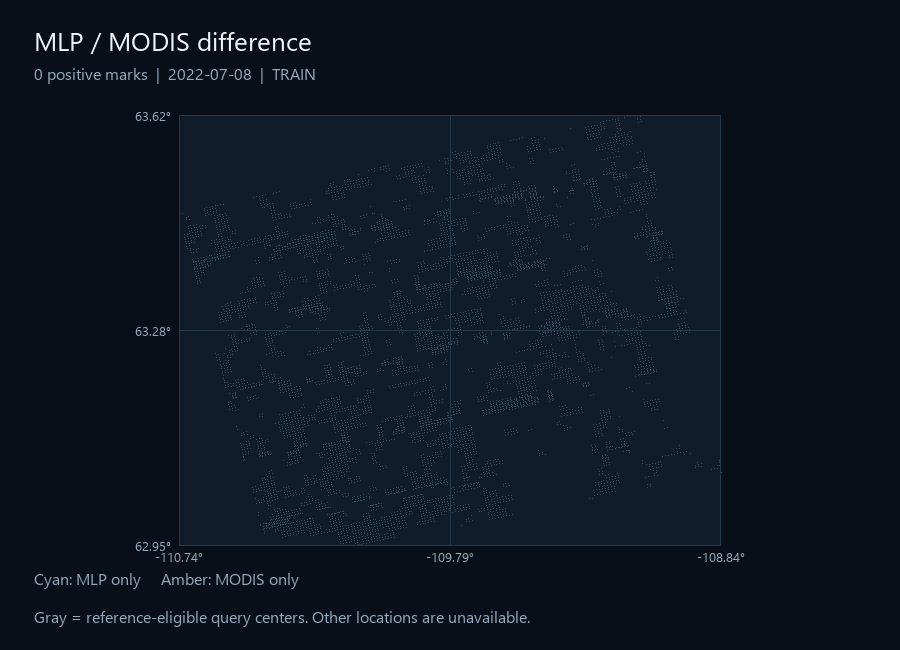 MLP / MODIS difference
0 positive marks | 2022-07-08 | TRAIN
63.62°
63.28°
62.95°
-110.74° -109.79° -108.84°
Cyan: MLP only Amber: MODIS only
Gray = reference-eligible query centers. Other locations are unavailable.